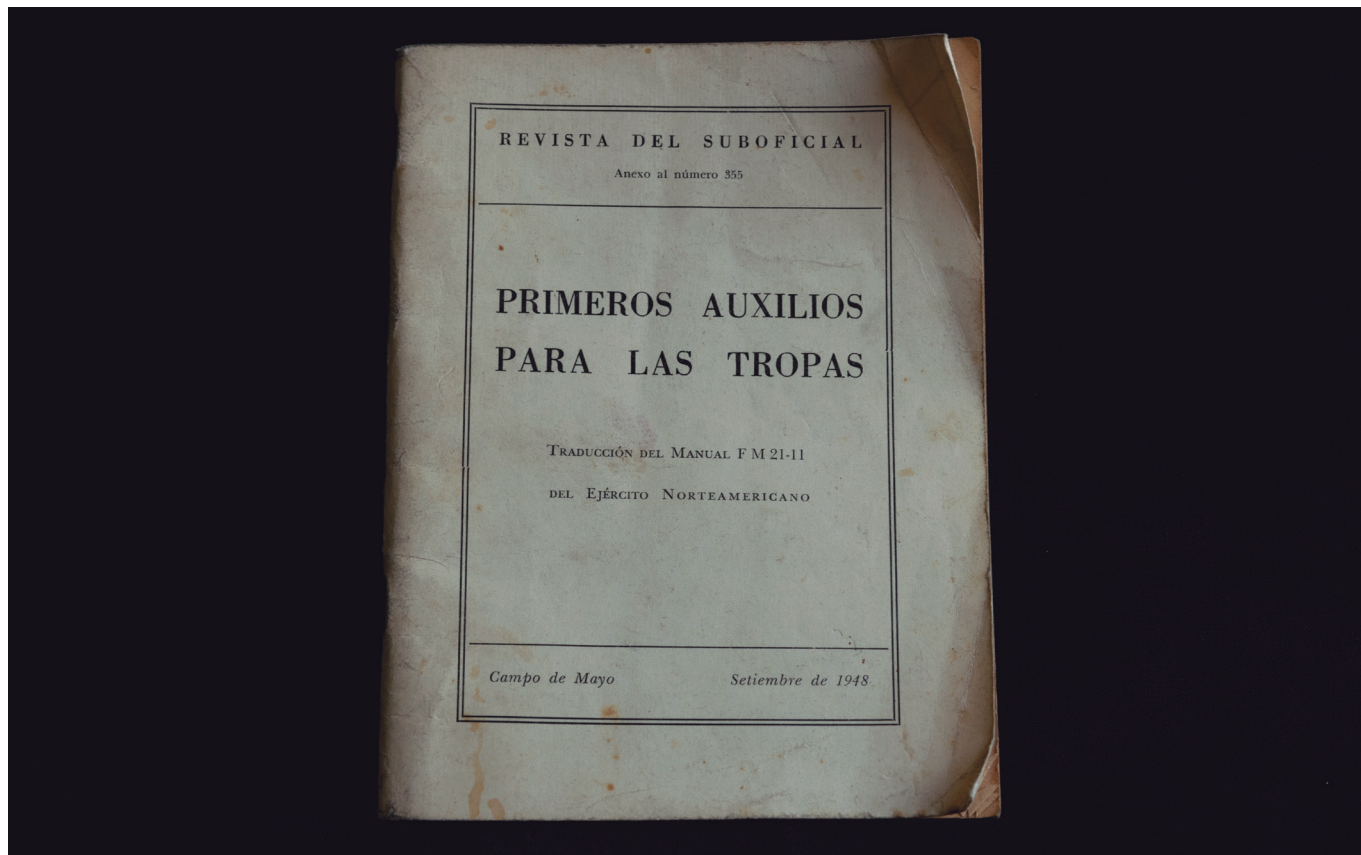 REVISTA DEL SUBOFICIAL
Anexo al número 355
PRIMEROS AUXILIOS
PARA LAS TROPAS
Traducción del Manual F M 21-11
del Ejército Norteamericano
Campo de Mayo Setiembre de 1948